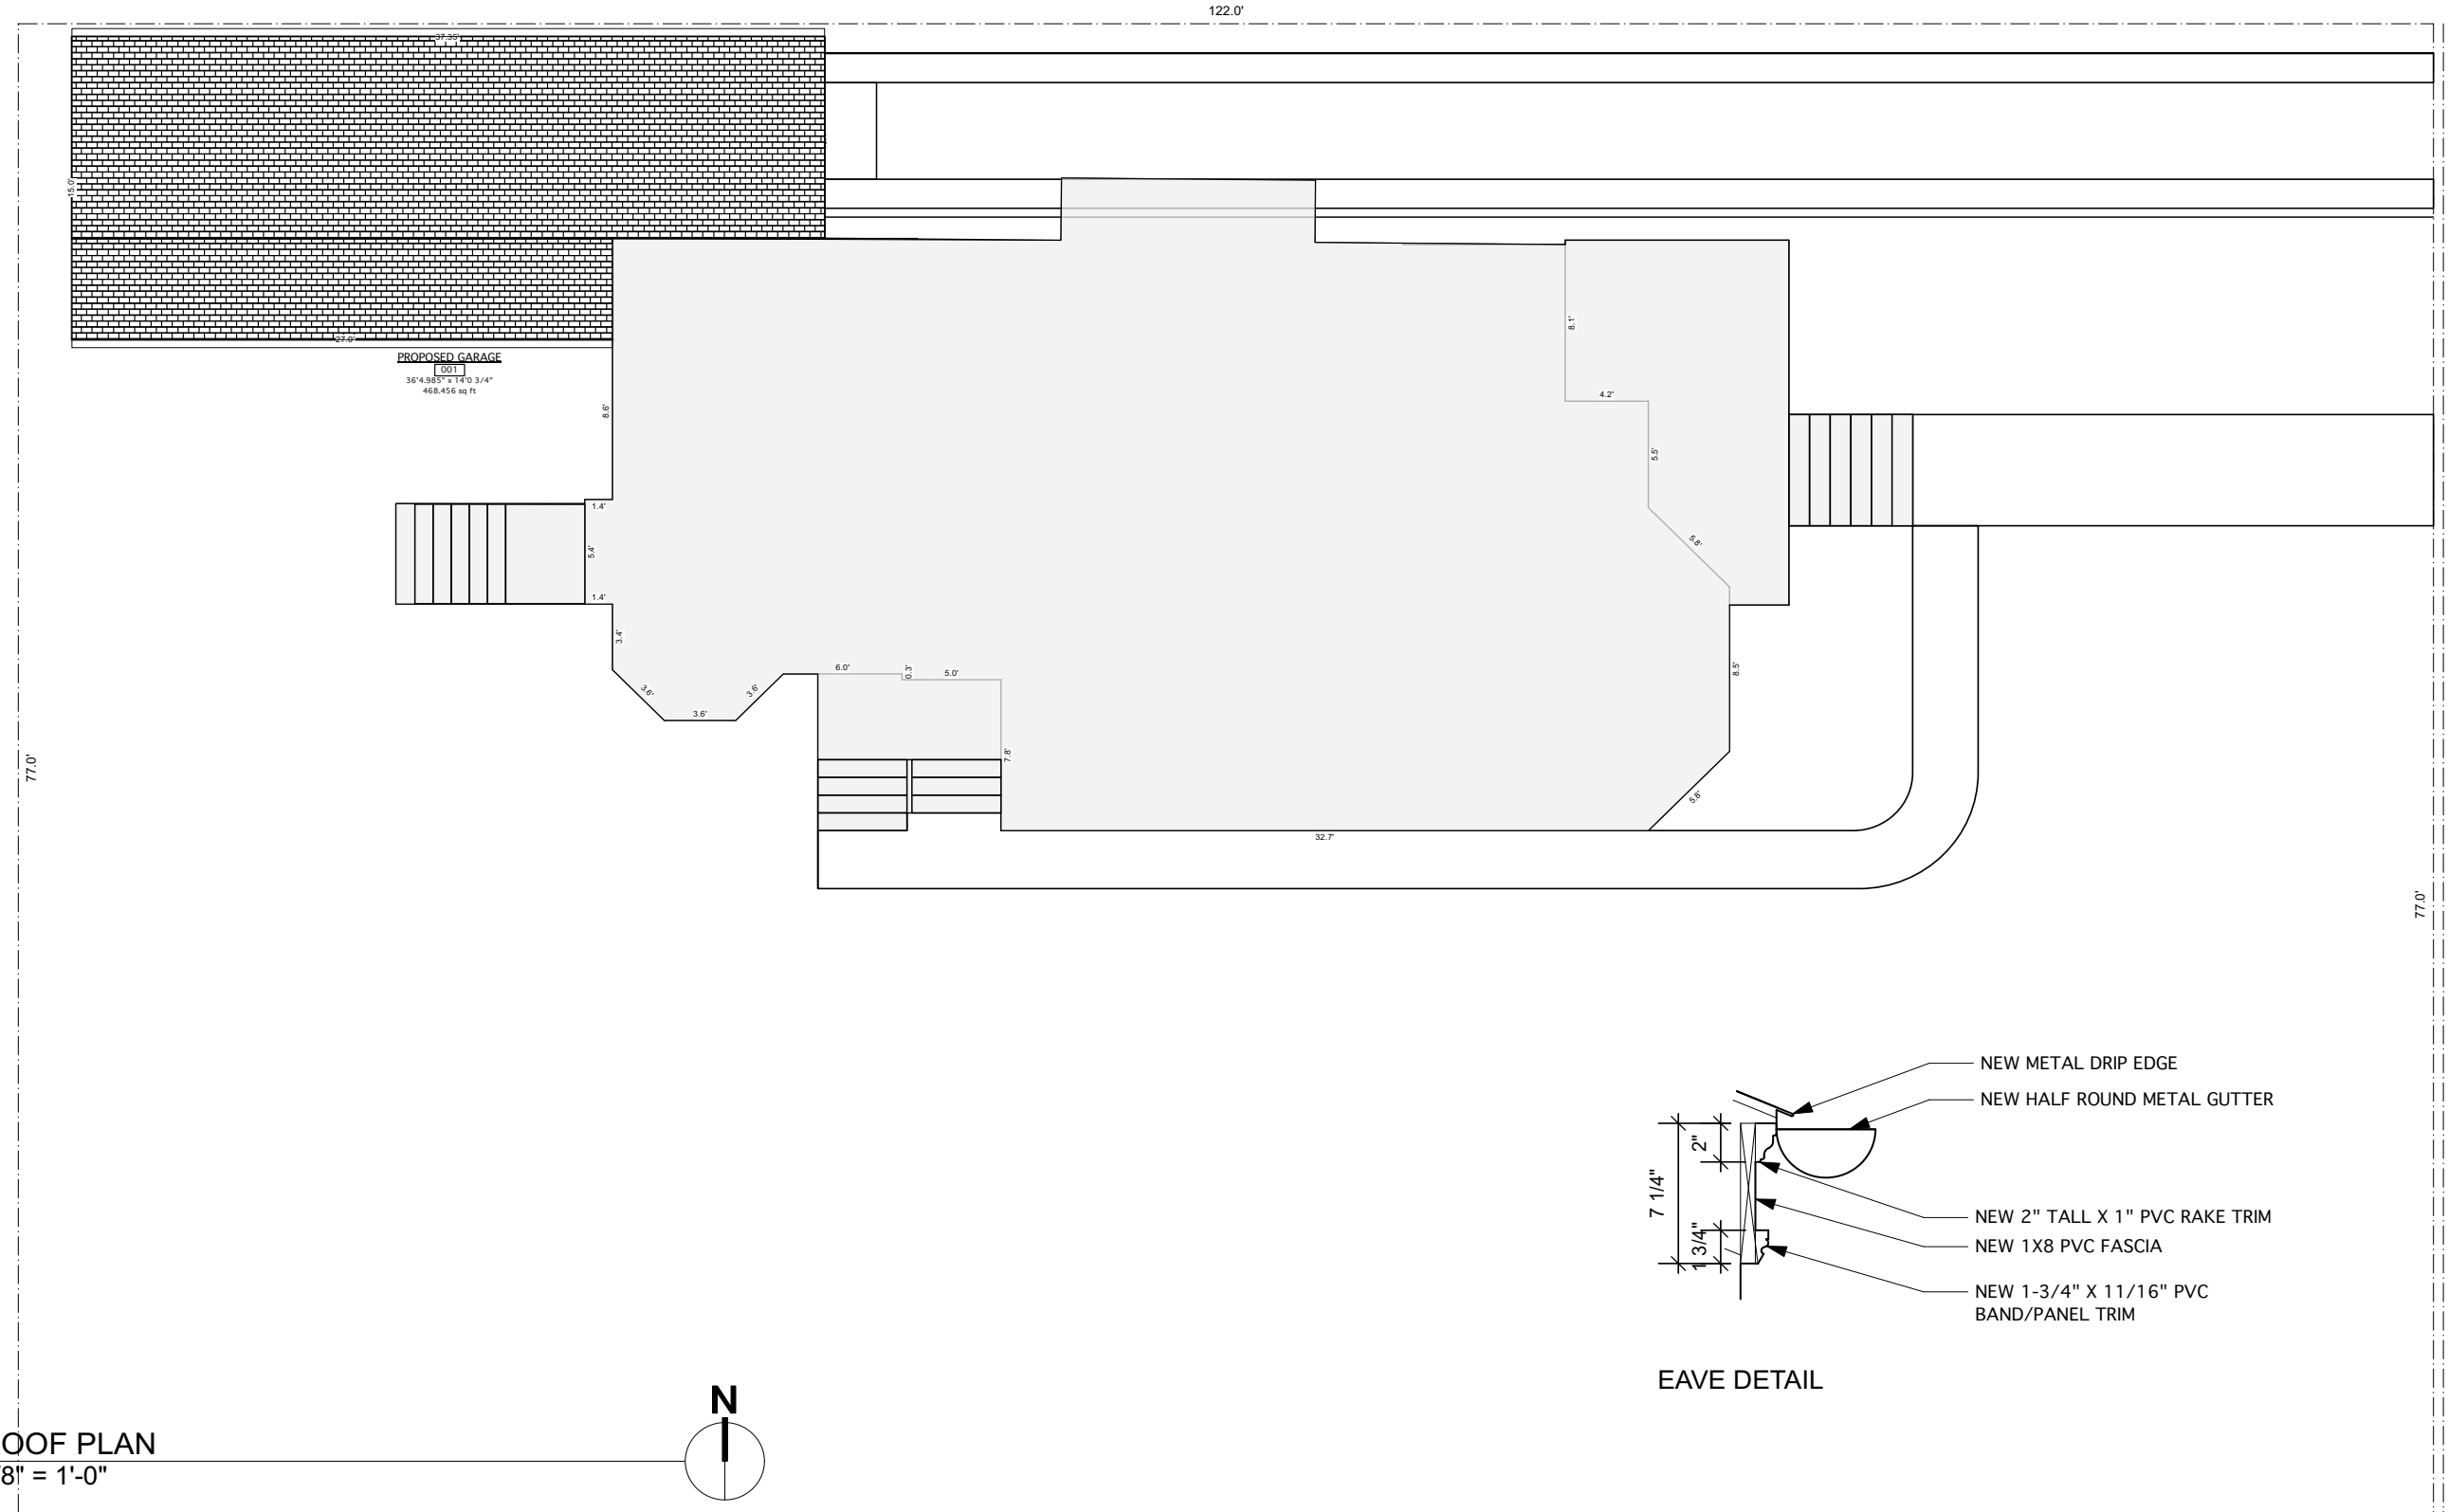 122.0'
37.35'
15.0'
27.0'
PROPOSED GARAGE
001
36'4.985" x 14'0 3/4"
468.456 sq ft
8.1'
4.2'
8.6'
5.5'
1.4'
5.4'
5.8'
1.4'
3.4'
6.0'
0.3'
5.0'
8.5'
3.6'
3.6'
3.6'
7.8'
77.0'
5.8'
32.7'
77.0'
NEW METAL DRIP EDGE
NEW HALF ROUND METAL GUTTER
2"
7 1/4"
1 3/4"
NEW 2" TALL X 1" PVC RAKE TRIM
NEW 1X8 PVC FASCIA
NEW 1-3/4" X 11/16" PVC
BAND/PANEL TRIM
EAVE DETAIL
N
OOF PLAN
8" = 1'-0"